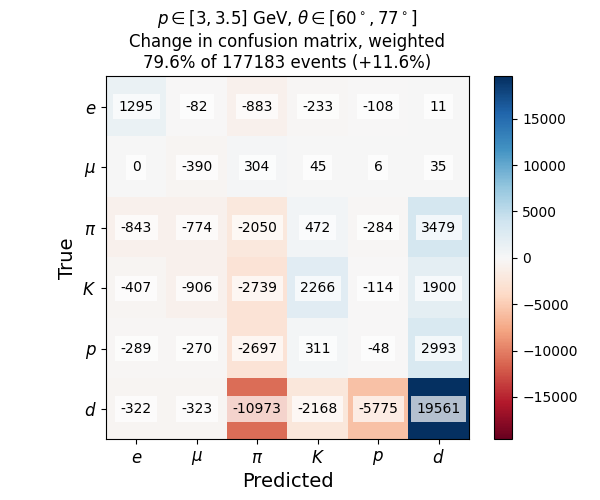 p ∈ [3, 3.5] GeV, θ ∈ [60°, 77°]
Change in confusion matrix, weighted
79.6% of 177183 events (+11.6%)
e 1295 -82 -883 -233 -108 11
μ 0 -390 304 45 6 35
π -843 -774 -2050 472 -284 3479
K -407 -906 -2739 2266 -114 1900
p -289 -270 -2697 311 -48 2993
d -322 -323 -10973 -2168 -5775 19561
e μ π K p d
Predicted
True
15000
10000
5000
0
−5000
−10000
−15000